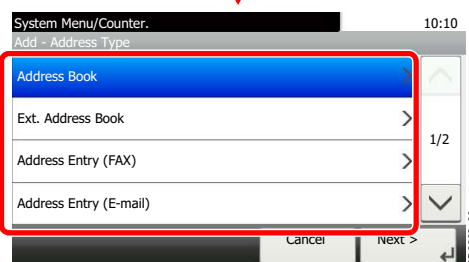 System Menu/Counter.
10:10
Add - Address Type
Address Book
Ext. Address Book
1/2
Address Entry (FAX)
Address Entry (E-mail)
Cancel
Next >